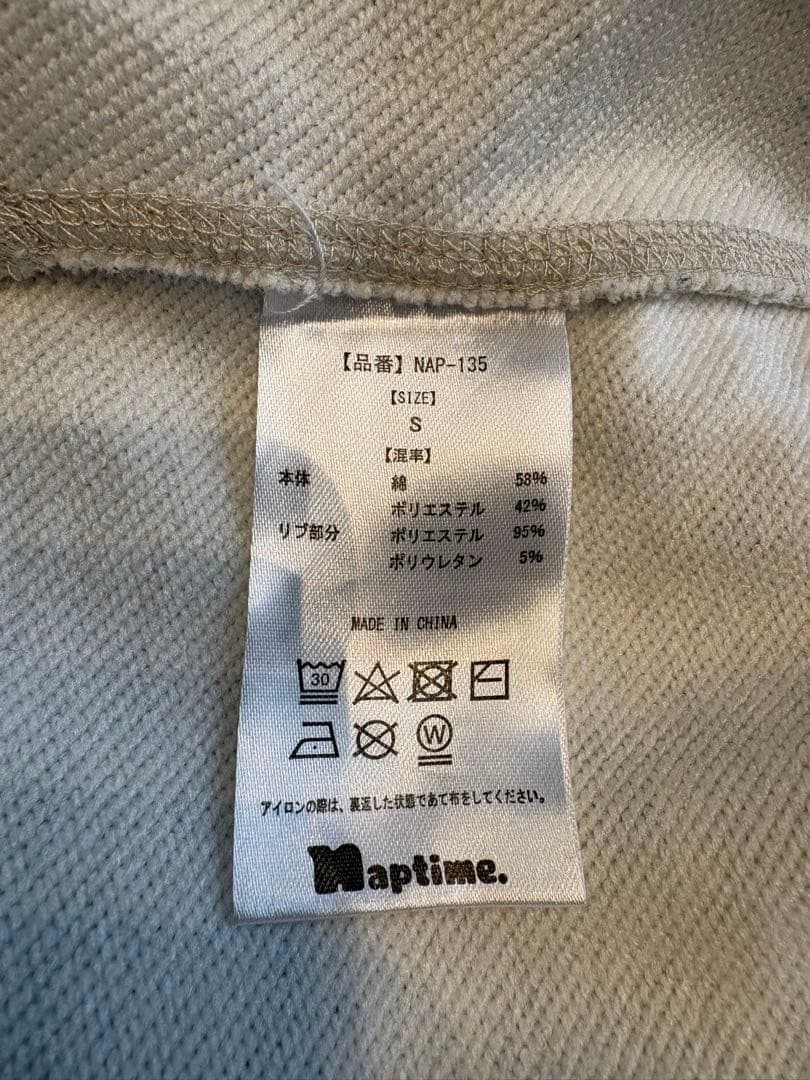 【品番】NAP-135
【SIZE】
S
【混率】
本体 綿 58%
ポリエステル 42%
リブ部分 ポリエステル 95%
ポリウレタン 5%
MADE IN CHINA
30
W
アイロンの際は、裏返した状態であて布をしてください。
Naptime.